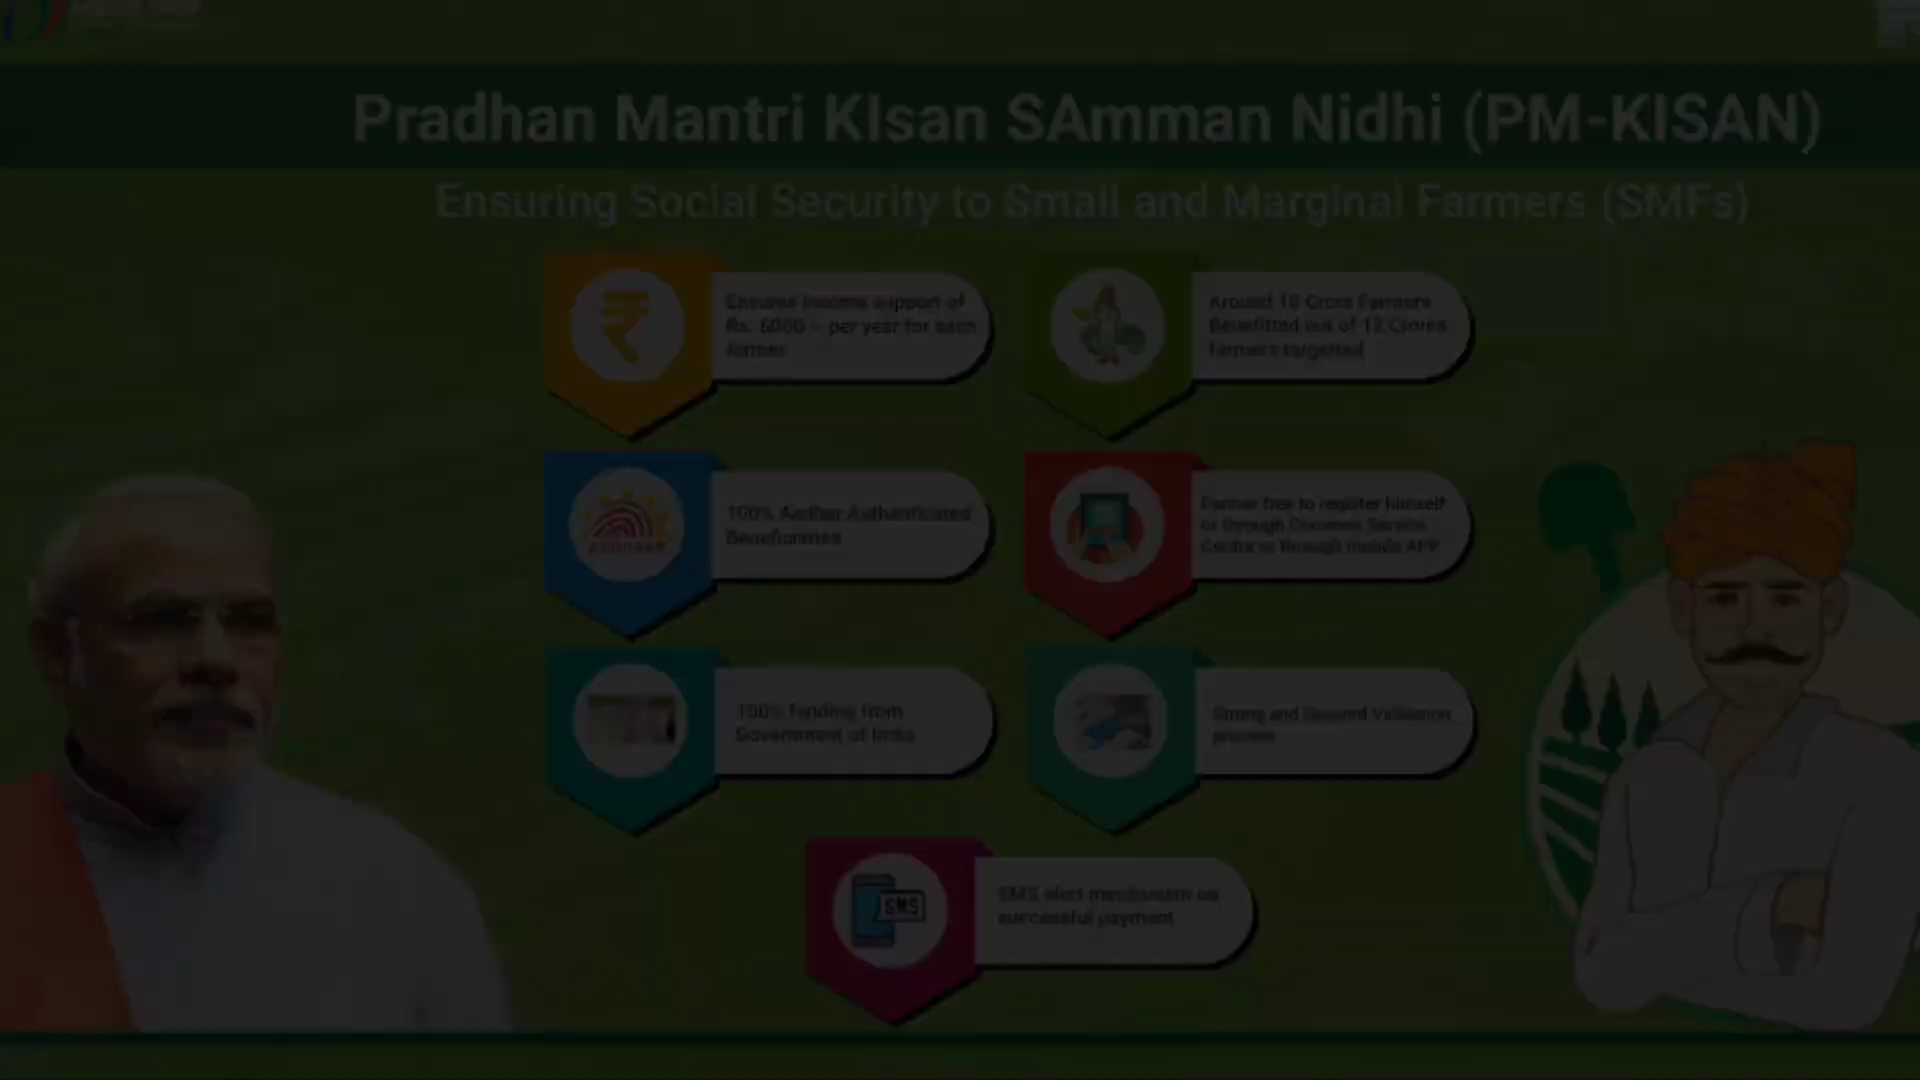 Pradhan Mantri KIsan SAmman Nidhi (PM-KISAN)
Ensuring Social Security to Small and Marginal Farmers (SMFs)
Ensures income support of
Rs. 6000 - per year for each
farmer
Around 10 Crore Farmers
Benefitted out of 12 Crores
farmers targetted
100% Aadhar Authenticated
Beneficiaries
Farmer free to register himself
or through Common Service
Centre or through mobile APP
100% funding from
Government of India
Strong and Secured Validation
process
SMS
SMS alert mechanism on
successful payment